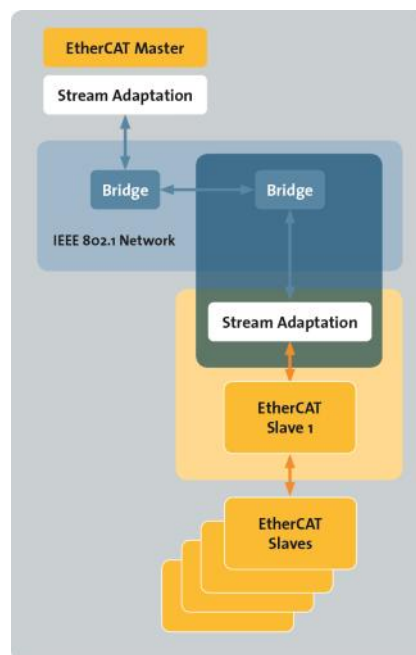 EtherCAT Master
Stream Adaptation
Bridge
Bridge
IEEE 802.1 Network
Stream Adaptation
EtherCAT
Slave 1
EtherCAT
Slaves